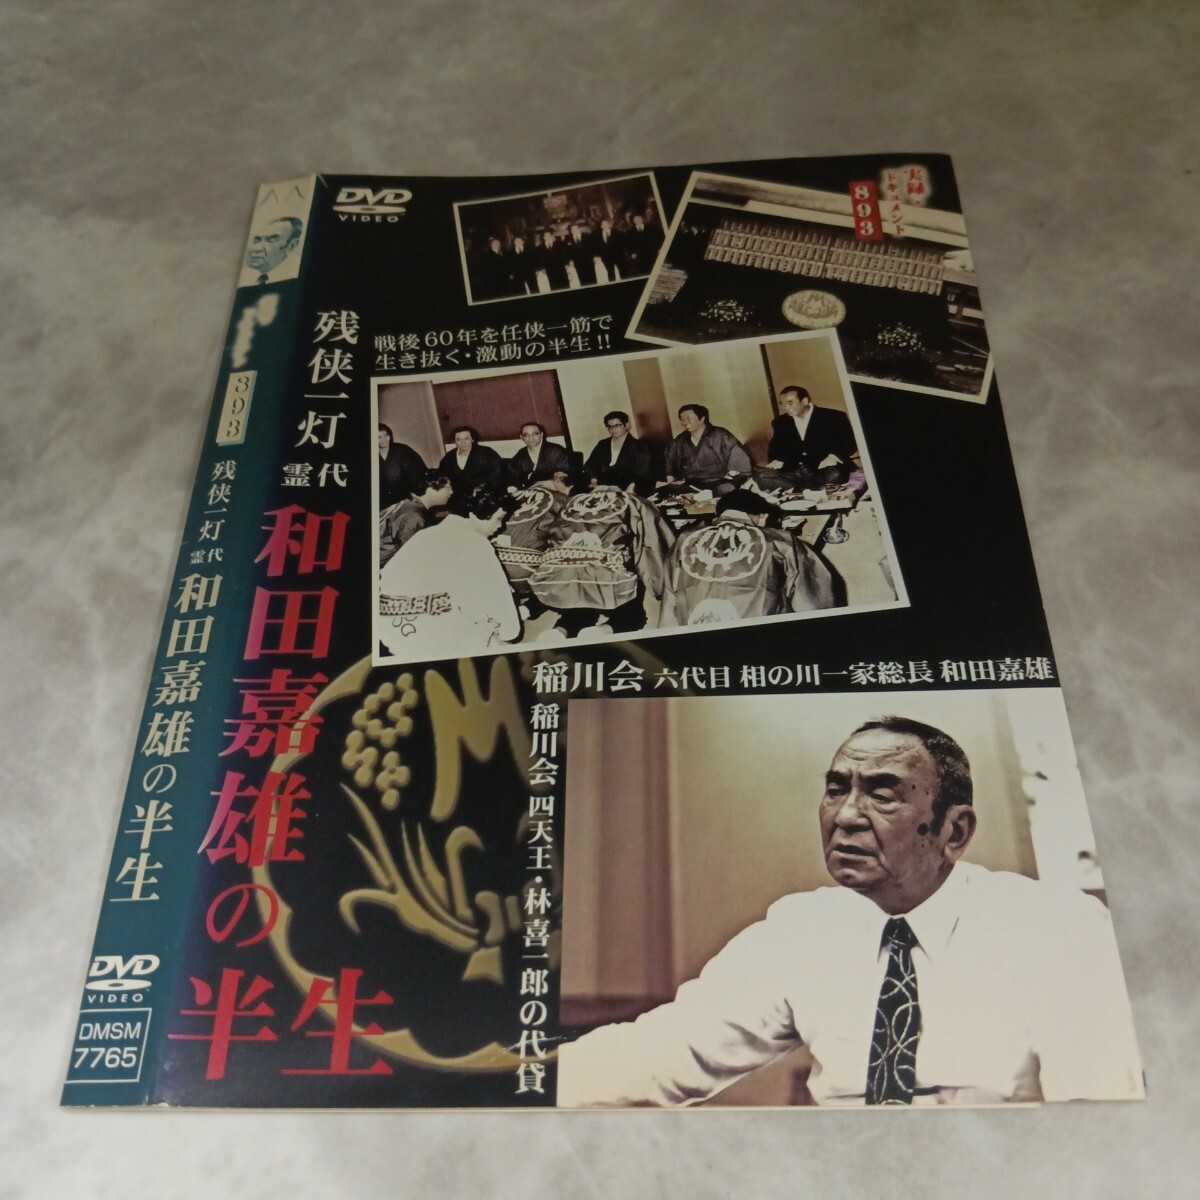 DVD
VIDEO
実録・
ドキュメント
893
戦後60年を任侠一筋で
生き抜く・激動の半生!!
残侠一灯
霊代
和田嘉雄の
半生
稲川会 六代目 相の川一家総長 和田嘉雄
稲川会 四天王・林喜一郎の代貸
893
残侠一灯
霊代
和田嘉雄の半生
DVD
VIDEO
DMSM
7765